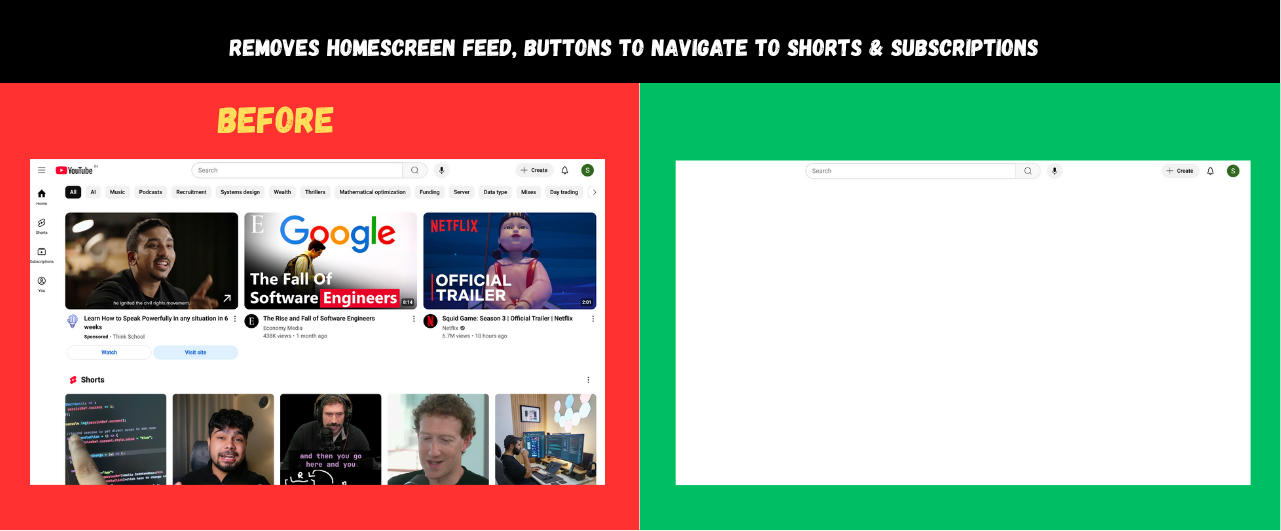 REMOVES HOMESCREEN FEED, BUTTONS TO NAVIGATE TO SHORTS & SUBSCRIPTIONS
BEFORE
YouTube IN
Search
Create
S
Home
Shorts
Subscriptions
You
All AI Music Podcasts Recruitment Systems design Wealth Thrillers Mathematical optimization Funding Server Data type Mixes Day trading
he ignited the civil rights movement
E
Google
The Fall Of
Software Engineers
8:14
NETFLIX
OFFICIAL
TRAILER
2:01
Learn How to Speak Powerfully in any situation in 6
weeks
Sponsored · Think School
Watch
Visit site
E
The Rise and Fall of Software Engineers
Economy Media
438K views • 1 month ago
N
Squid Game: Season 3 | Official Trailer | Netflix
Netflix
6.7M views • 10 hours ago
Shorts
and then you go
here and you
L R
Search
Create
S